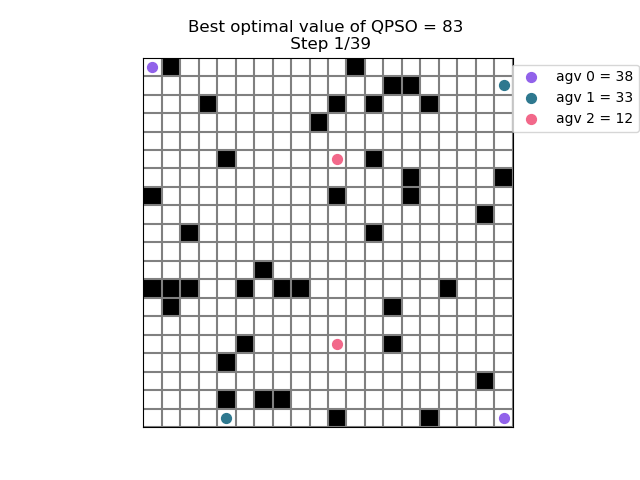 Best optimal value of QPSO = 83
Step 1/39
agv 0 = 38
agv 1 = 33
agv 2 = 12